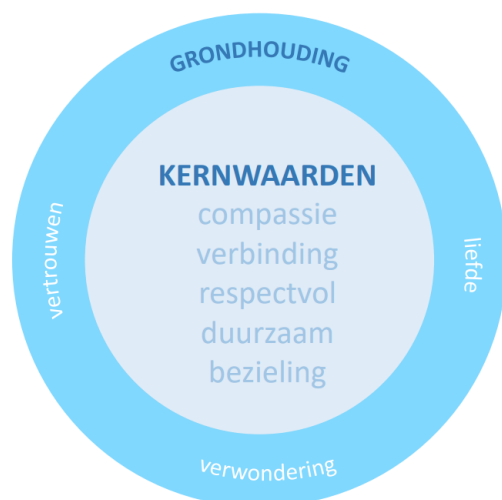 GRONDHOUDING
KERNWAARDEN
compassie
verbinding
respectvol
duurzaam
bezieling
vertrouwen
liefde
verwondering